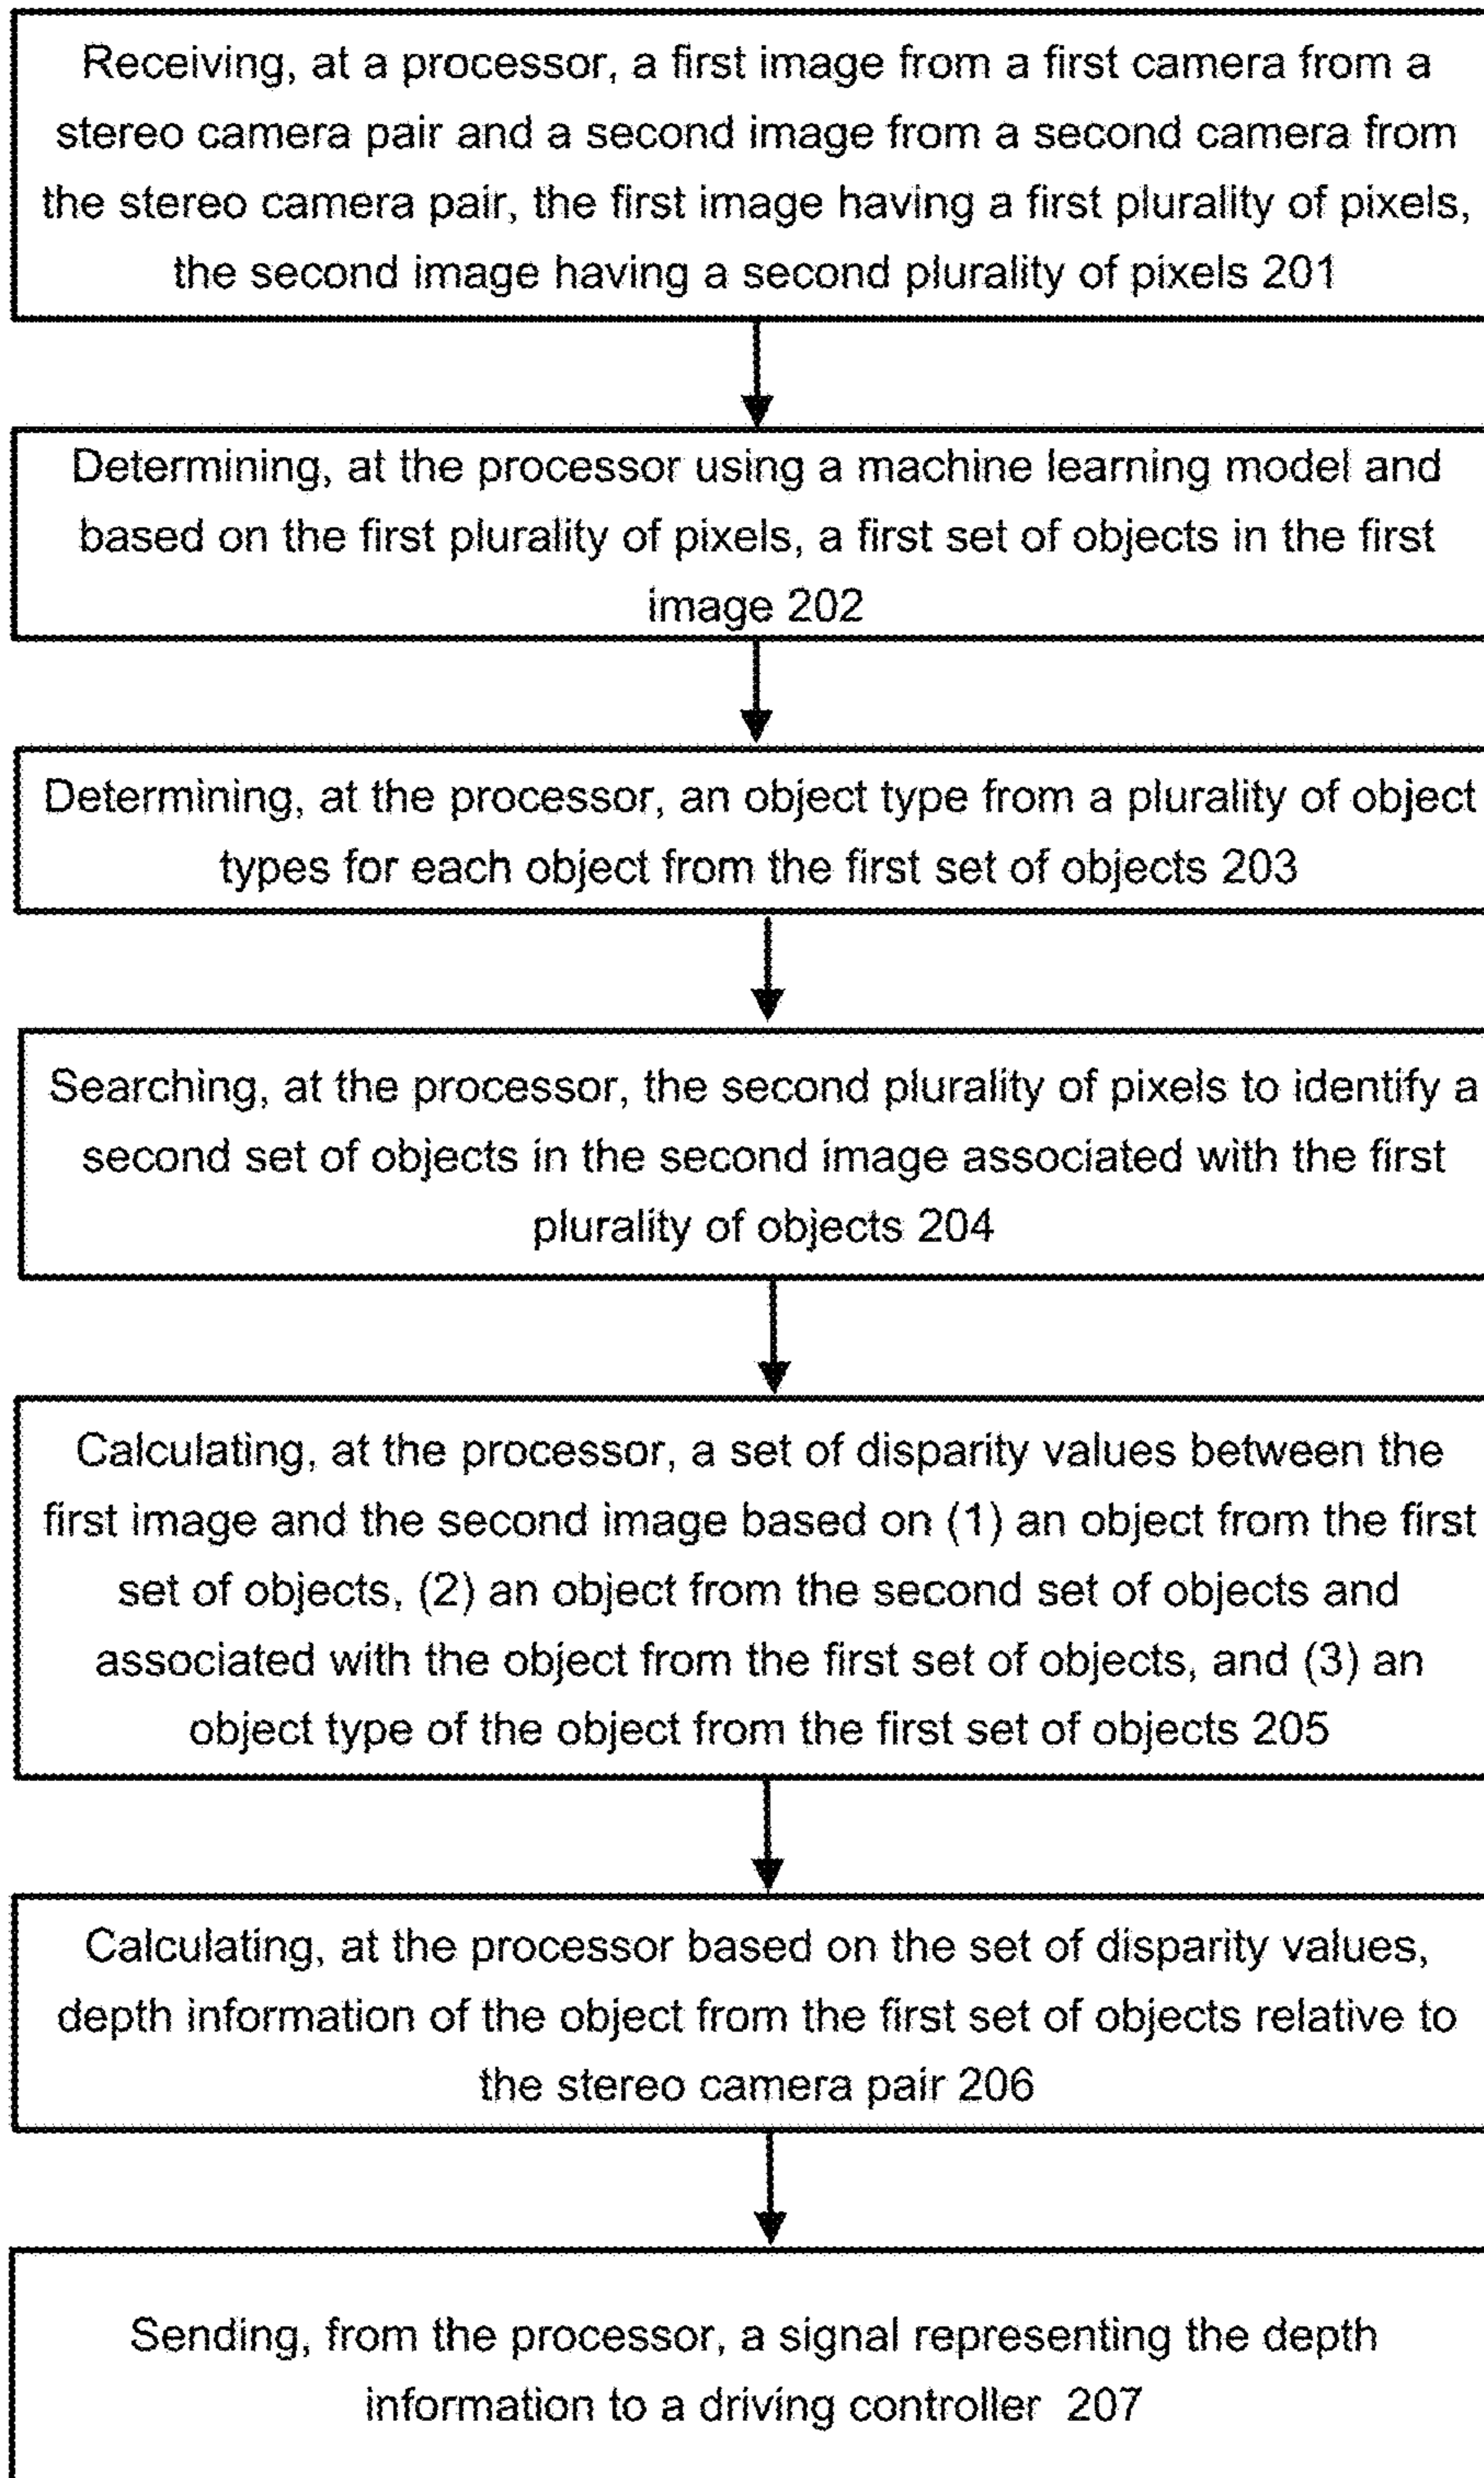 Receiving, at a processor, a first image from a first camera from a
stereo camera pair and a second image from a second camera from
the stereo camera pair, the first image having a first plurality of pixels,
the second image having a second plurality of pixels 201
Determining, at the processor using a machine learning model and
based on the first plurality of pixels, a first set of objects in the first
image 202
Determining, at the processor, an object type from a plurality of object
types for each object from the first set of objects 203
Searching, at the processor, the second plurality of pixels to identify a
second set of objects in the second image associated with the first
plurality of objects 204
Calculating, at the processor, a set of disparity values between the
first image and the second image based on (1) an object from the first
set of objects, (2) an object from the second set of objects and
associated with the object from the first set of objects, and (3) an
object type of the object from the first set of objects 205
Calculating, at the processor based on the set of disparity values,
depth information of the object from the first set of objects relative to
the stereo camera pair 206
Sending, from the processor, a signal representing the depth
information to a driving controller 207